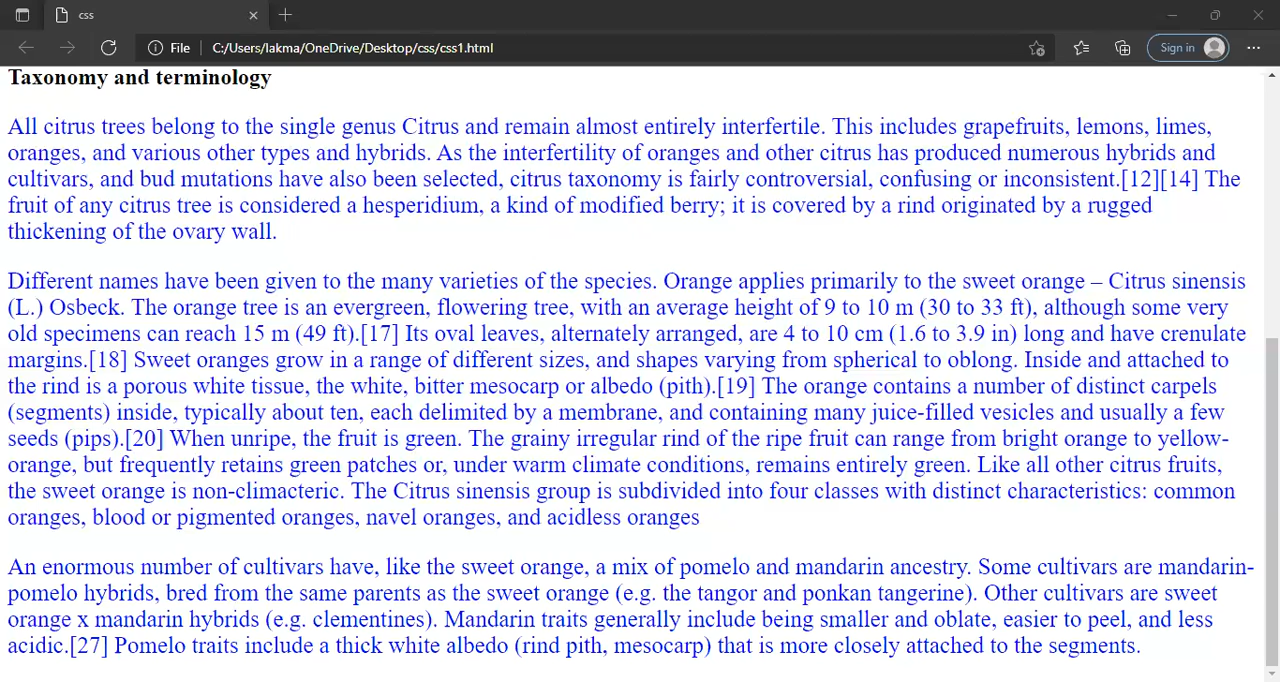 css
File
C:/Users/lakma/OneDrive/Desktop/css/css1.html
Sign in
Taxonomy and terminology
All citrus trees belong to the single genus Citrus and remain almost entirely interfertile. This includes grapefruits, lemons, limes,
oranges, and various other types and hybrids. As the interfertility of oranges and other citrus has produced numerous hybrids and
cultivars, and bud mutations have also been selected, citrus taxonomy is fairly controversial, confusing or inconsistent.[12][14] The
fruit of any citrus tree is considered a hesperidium, a kind of modified berry; it is covered by a rind originated by a rugged
thickening of the ovary wall.
Different names have been given to the many varieties of the species. Orange applies primarily to the sweet orange – Citrus sinensis
(L.) Osbeck. The orange tree is an evergreen, flowering tree, with an average height of 9 to 10 m (30 to 33 ft), although some very
old specimens can reach 15 m (49 ft).[17] Its oval leaves, alternately arranged, are 4 to 10 cm (1.6 to 3.9 in) long and have crenulate
margins.[18] Sweet oranges grow in a range of different sizes, and shapes varying from spherical to oblong. Inside and attached to
the rind is a porous white tissue, the white, bitter mesocarp or albedo (pith).[19] The orange contains a number of distinct carpels
(segments) inside, typically about ten, each delimited by a membrane, and containing many juice-filled vesicles and usually a few
seeds (pips).[20] When unripe, the fruit is green. The grainy irregular rind of the ripe fruit can range from bright orange to yellow-
orange, but frequently retains green patches or, under warm climate conditions, remains entirely green. Like all other citrus fruits,
the sweet orange is non-climacteric. The Citrus sinensis group is subdivided into four classes with distinct characteristics: common
oranges, blood or pigmented oranges, navel oranges, and acidless oranges
An enormous number of cultivars have, like the sweet orange, a mix of pomelo and mandarin ancestry. Some cultivars are mandarin-
pomelo hybrids, bred from the same parents as the sweet orange (e.g. the tangor and ponkan tangerine). Other cultivars are sweet
orange x mandarin hybrids (e.g. clementines). Mandarin traits generally include being smaller and oblate, easier to peel, and less
acidic.[27] Pomelo traits include a thick white albedo (rind pith, mesocarp) that is more closely attached to the segments.